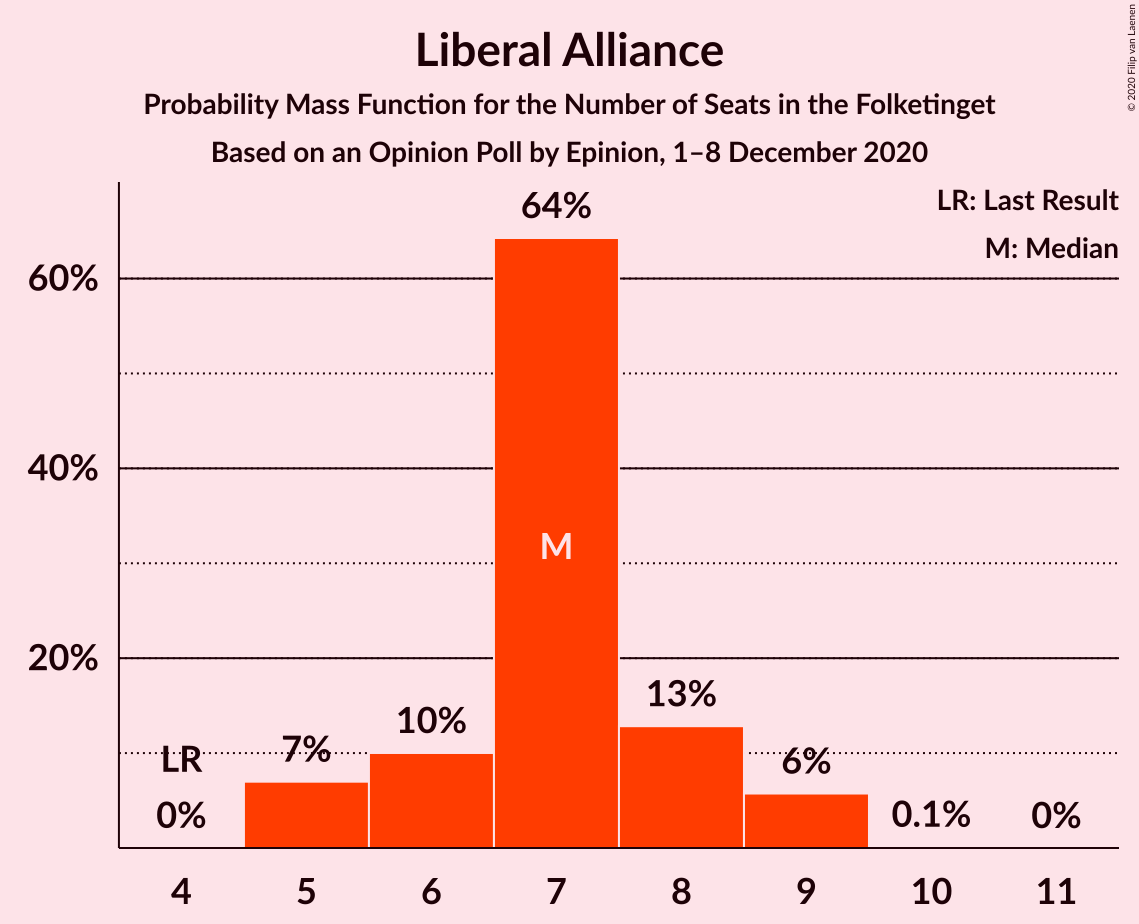 Liberal Alliance
Probability Mass Function for the Number of Seats in the Folketinget
Based on an Opinion Poll by Epinion, 1–8 December 2020
© 2020 Filip van Laenen
LR: Last Result
M: Median
64%
60%
40%
M
20%
13%
10%
7%
6%
LR
0%
0.1%
0%
4 5 6 7 8 9 10 11